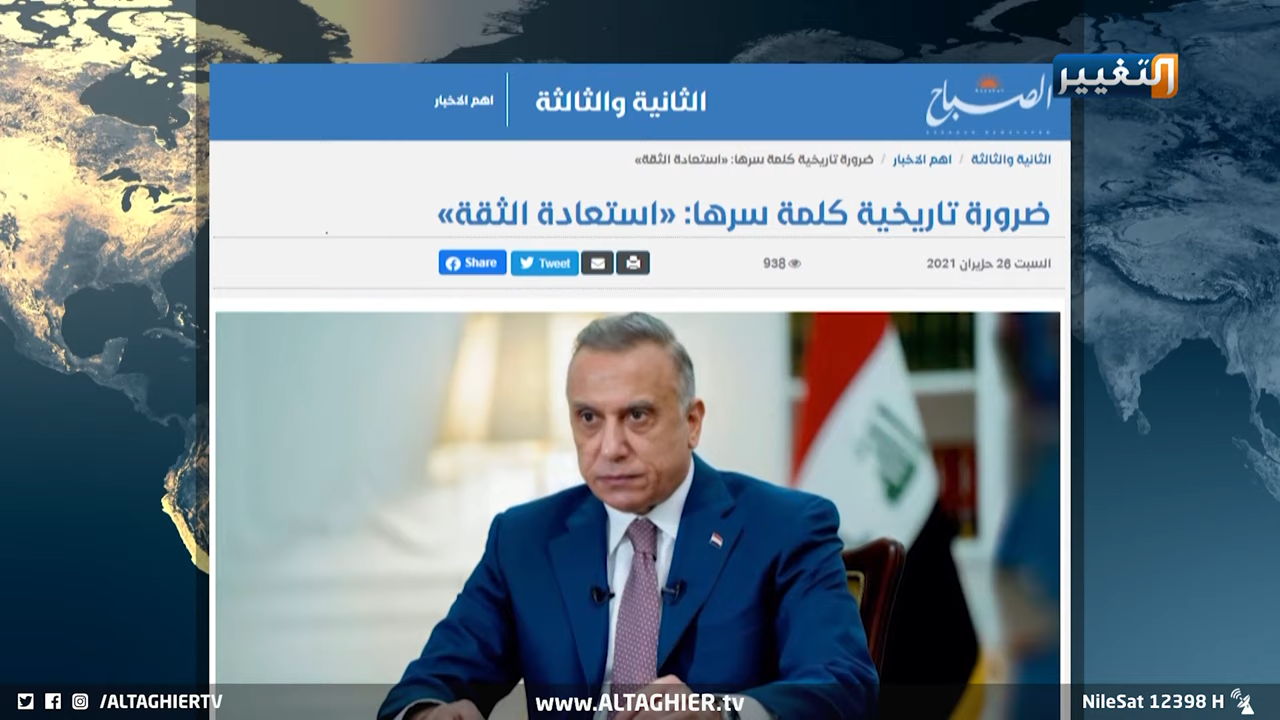 التغيير
الصباح
الثانية والثالثة
اهم الاخبار
الثانية والثالثة / اهم الاخبار / ضرورة تاريخية كلمة سرها: «استعادة الثقة»
ضرورة تاريخية كلمة سرها: «استعادة الثقة»
السبت 26 حزيران 2021
938
Share
Tweet
/ALTAGHIERTV
www.ALTAGHIER.tv
NileSat 12398 H